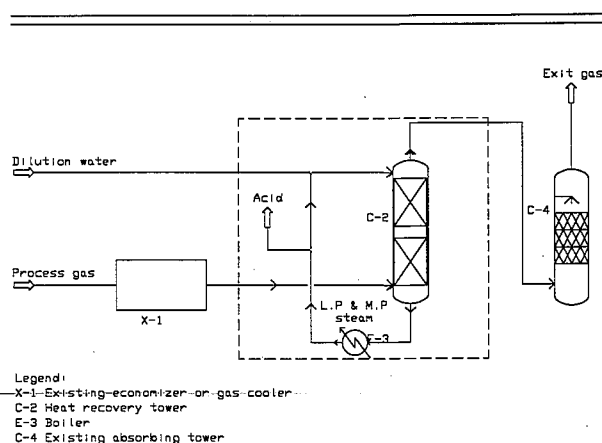 Exit gas
Dilution water
Acid
C-2
C-4
Process gas
X-1
L.P & M.P
steam
E-3
Legend:
X-1 Existing economizer or gas cooler
C-2 Heat recovery tower
E-3 Boiler
C-4 Existing absorbing tower